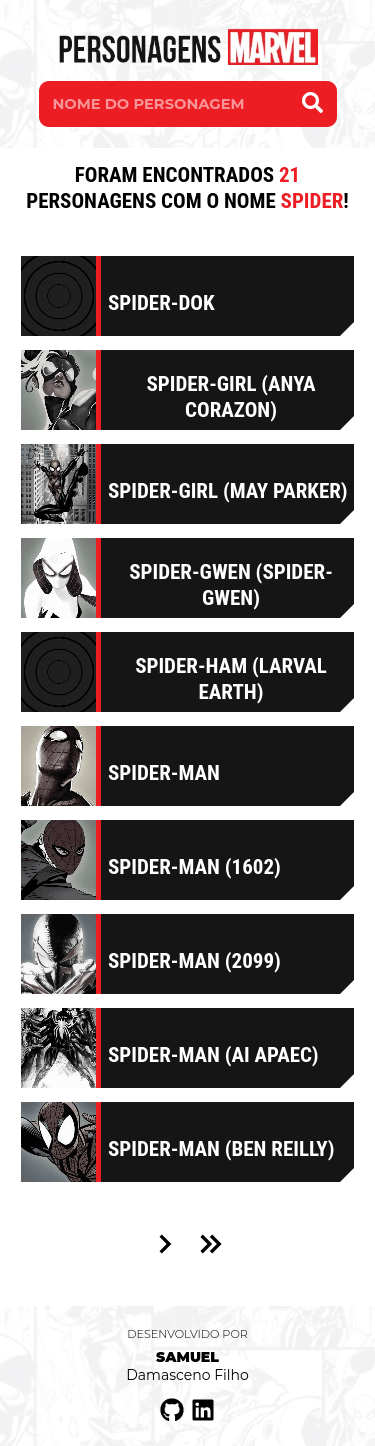 PERSONAGENS MARVEL
NOME DO PERSONAGEM
FORAM ENCONTRADOS 21
PERSONAGENS COM O NOME SPIDER!
SPIDER-DOK
SPIDER-GIRL (ANYA
CORAZON)
SPIDER-GIRL (MAY PARKER)
SPIDER-GWEN (SPIDER-
GWEN)
SPIDER-HAM (LARVAL
EARTH)
SPIDER-MAN
SPIDER-MAN (1602)
SPIDER-MAN (2099)
SPIDER-MAN (AI APAEC)
SPIDER-MAN (BEN REILLY)
DESENVOLVIDO POR
SAMUEL
Damasceno Filho